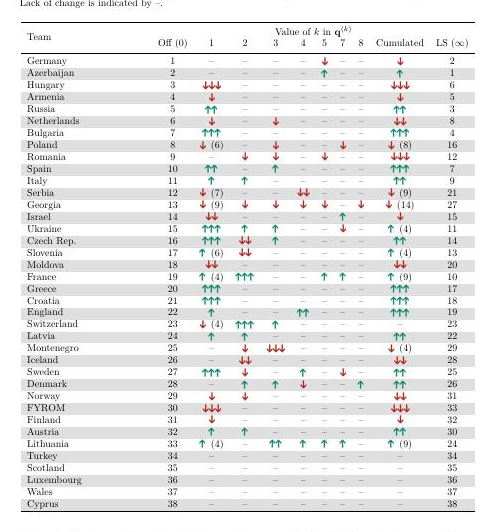 Lack of change is indicated by –.
Value of k in q(k)
Team Off (0) 1 2 3 4 5 7 8 Cumulated LS (∞)
Germany 1 – – – – ↓ – – ↓ 2
Azerbaijan 2 – – – – ↑ – – ↑ 1
Hungary 3 ↓↓↓ – – – – – – ↓↓↓ 6
Armenia 4 ↓ – – – – – – ↓ 5
Russia 5 ↑↑ – – – – – – ↑↑ 3
Netherlands 6 ↓ – ↓ – – – – ↓↓ 8
Bulgaria 7 ↑↑↑ – – – – – – ↑↑↑ 4
Poland 8 ↓ (6) – ↓ – – ↓ – ↓ (8) 16
Romania 9 – ↓ ↓ – ↓ – – ↓↓↓ 12
Spain 10 ↑↑ – ↑ – – – – ↑↑↑ 7
Italy 11 ↑ ↑ – – – – – ↑↑ 9
Serbia 12 ↓ (7) – – ↓↓ – – – ↓ (9) 21
Georgia 13 ↓ (9) ↓ ↓ ↓ ↓ – ↓ ↓ (14) 27
Israel 14 ↓↓ – – – – ↑ – ↓ 15
Ukraine 15 ↑↑↑ ↑ ↑ – – ↓ – ↑ (4) 11
Czech Rep. 16 ↑↑↑ ↓↓ ↑ – – – – ↑↑ 14
Slovenia 17 ↑ (6) ↓↓ – – – – – ↑ (4) 13
Moldova 18 ↓↓ – – – – – – ↓↓ 20
France 19 ↑ (4) ↑↑↑ – – ↑ ↑ – ↑ (9) 10
Greece 20 ↑↑↑ – – – – – – ↑↑↑ 17
Croatia 21 ↑↑↑ – – – – – – ↑↑↑ 18
England 22 ↑ – – ↑↑ – – – ↑↑↑ 19
Switzerland 23 ↓ (4) ↑↑↑ ↑ – – – – – 23
Latvia 24 ↑ ↑ – – – – – ↑↑ 22
Montenegro 25 – ↓ ↓↓↓ – – – – ↓ (4) 29
Iceland 26 – ↓↓ – – – – – ↓↓ 28
Sweden 27 ↑↑↑ ↓ – ↑ – ↓ – ↑↑ 25
Denmark 28 – ↑ ↑ ↓ – – ↑ ↑↑ 26
Norway 29 ↓ ↓ – – – – – ↓↓ 31
FYROM 30 ↓↓↓ – – – – – – ↓↓↓ 33
Finland 31 ↓ – – – – – – ↓ 32
Austria 32 ↑ ↑ – – – – – ↑↑ 30
Lithuania 33 ↑ (4) – ↑↑ ↑ ↑ ↑ – ↑ (9) 24
Turkey 34 – – – – – – – – 34
Scotland 35 – – – – – – – – 35
Luxembourg 36 – – – – – – – – 36
Wales 37 – – – – – – – – 37
Cyprus 38 – – – – – – – – 38